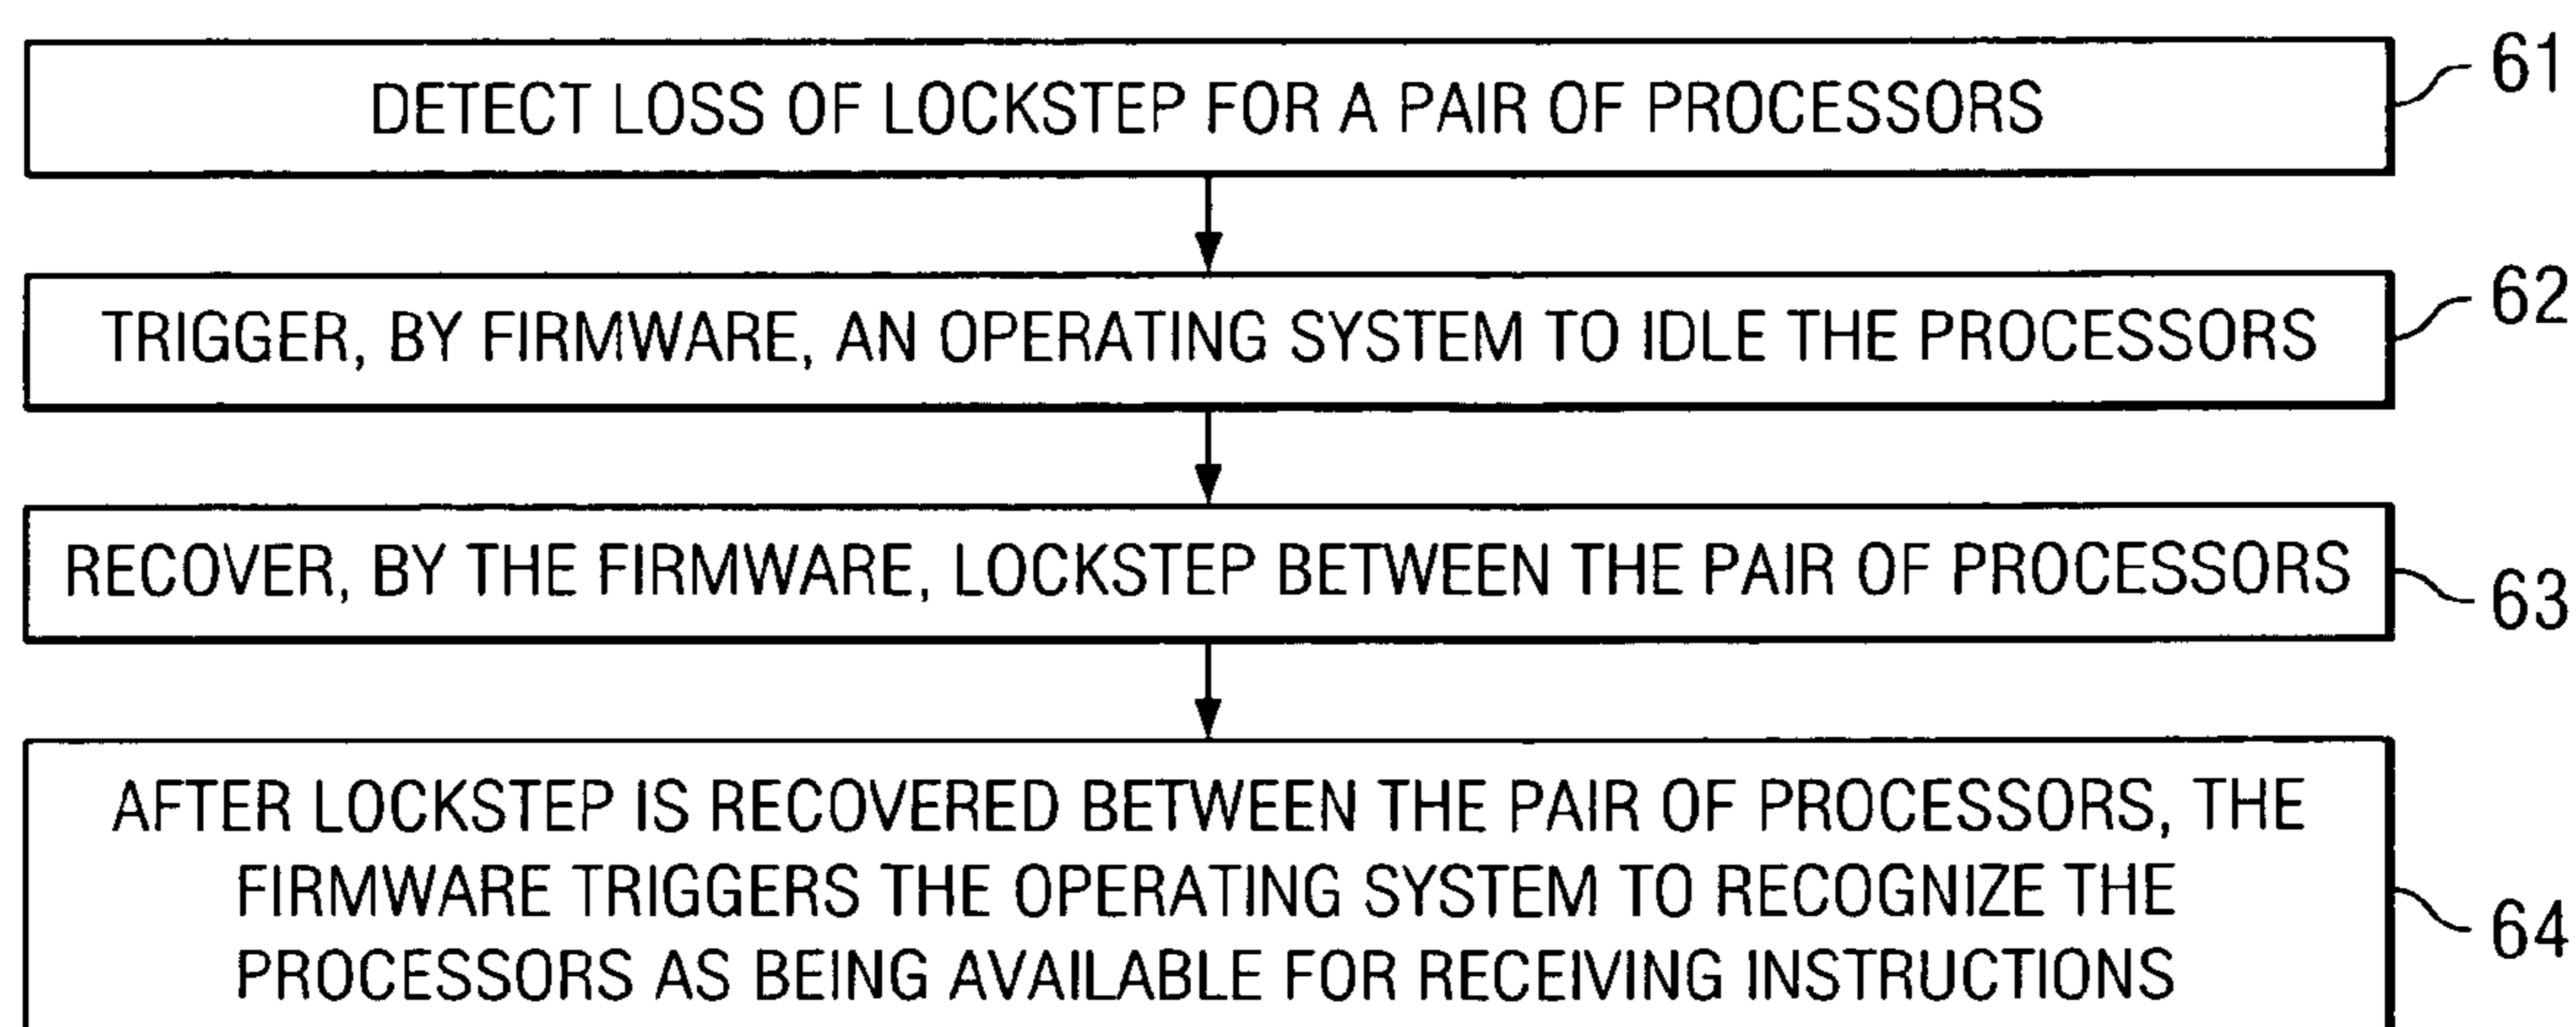 DETECT LOSS OF LOCKSTEP FOR A PAIR OF PROCESSORS
61
TRIGGER, BY FIRMWARE, AN OPERATING SYSTEM TO IDLE THE PROCESSORS
62
RECOVER, BY THE FIRMWARE, LOCKSTEP BETWEEN THE PAIR OF PROCESSORS
63
AFTER LOCKSTEP IS RECOVERED BETWEEN THE PAIR OF PROCESSORS, THE
FIRMWARE TRIGGERS THE OPERATING SYSTEM TO RECOGNIZE THE
PROCESSORS AS BEING AVAILABLE FOR RECEIVING INSTRUCTIONS
64